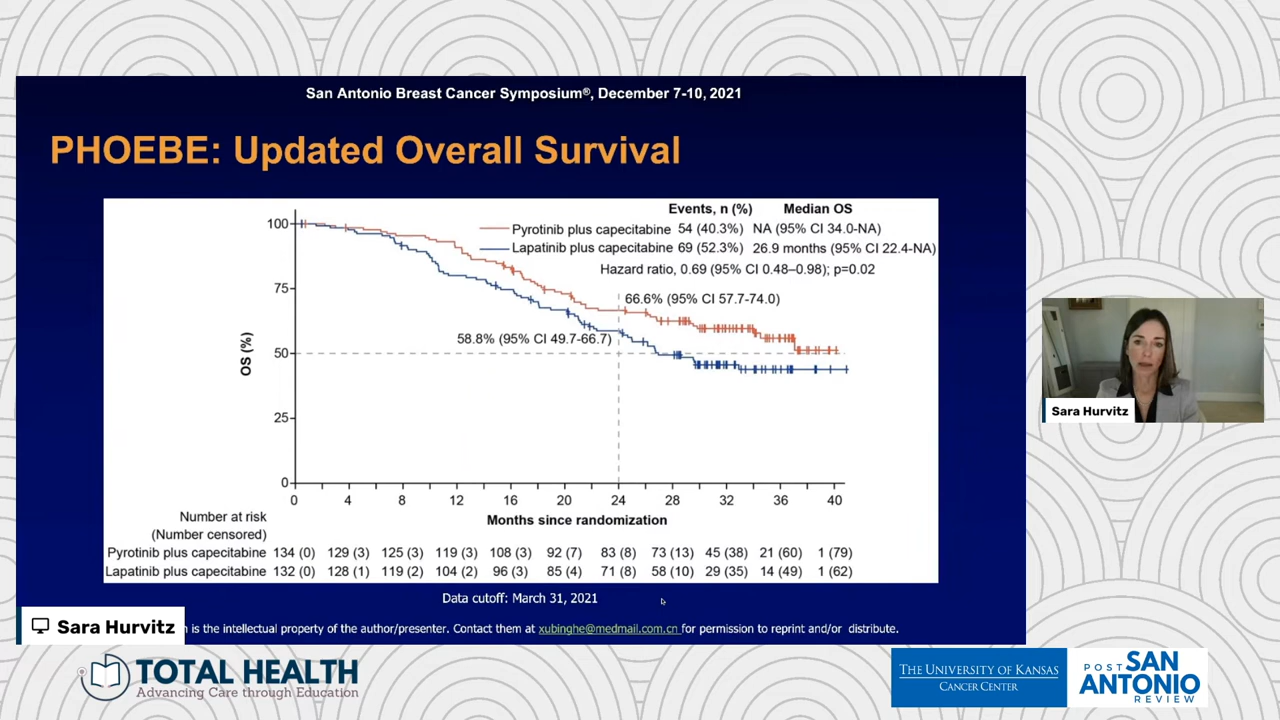 San Antonio Breast Cancer Symposium®, December 7-10, 2021
PHOEBE: Updated Overall Survival
Events, n (%) Median OS
Pyrotinib plus capecitabine 54 (40.3%) NA (95% CI 34.0-NA)
Lapatinib plus capecitabine 69 (52.3%) 26.9 months (95% CI 22.4-NA)
Hazard ratio, 0.69 (95% CI 0.48–0.98); p=0.02
66.6% (95% CI 57.7-74.0)
58.8% (95% CI 49.7-66.7)
OS (%)
100
75
50
25
0
0 4 8 12 16 20 24 28 32 36 40
Months since randomization
Number at risk
(Number censored)
Pyrotinib plus capecitabine 134 (0) 129 (3) 125 (3) 119 (3) 108 (3) 92 (7) 83 (8) 73 (13) 45 (38) 21 (60) 1 (79)
Lapatinib plus capecitabine 132 (0) 128 (1) 119 (2) 104 (2) 96 (3) 85 (4) 71 (8) 58 (10) 29 (35) 14 (49) 1 (62)
Data cutoff: March 31, 2021
is the intellectual property of the author/presenter. Contact them at xubinghe@medmail.com.cn for permission to reprint and/or distribute.
Sara Hurvitz
Sara Hurvitz
TOTAL HEALTH
Advancing Care through Education
THE UNIVERSITY OF KANSAS
CANCER CENTER
POST
SAN
ANTONIO
REVIEW